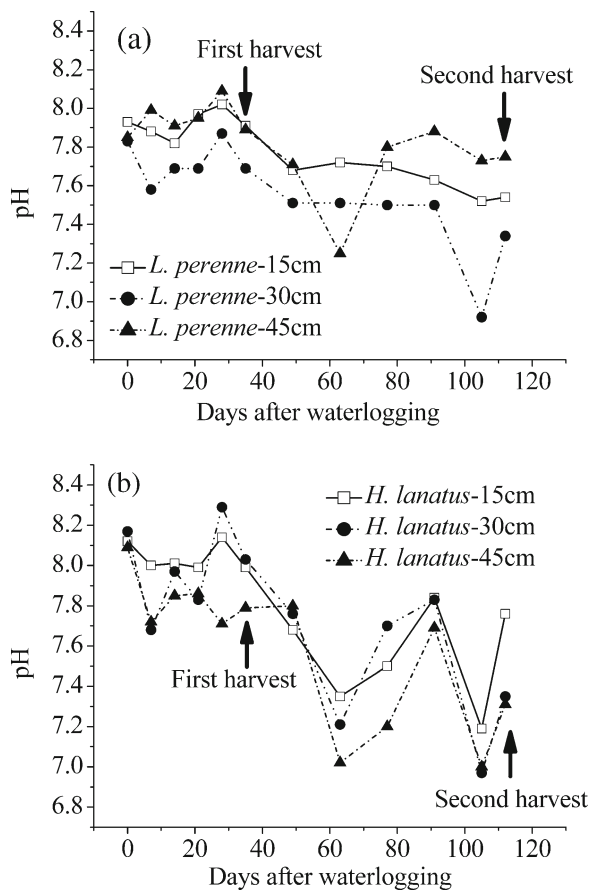 (a)
First harvest
Second harvest
8.4
8.2
8.0
7.8
7.6
7.4
7.2
7.0
6.8
pH
L. perenne-15cm
L. perenne-30cm
L. perenne-45cm
0 20 40 60 80 100 120
Days after waterlogging
(b)
8.4
8.2
8.0
7.8
7.6
7.4
7.2
7.0
6.8
pH
H. lanatus-15cm
H. lanatus-30cm
H. lanatus-45cm
First harvest
Second harvest
0 20 40 60 80 100 120
Days after waterlogging